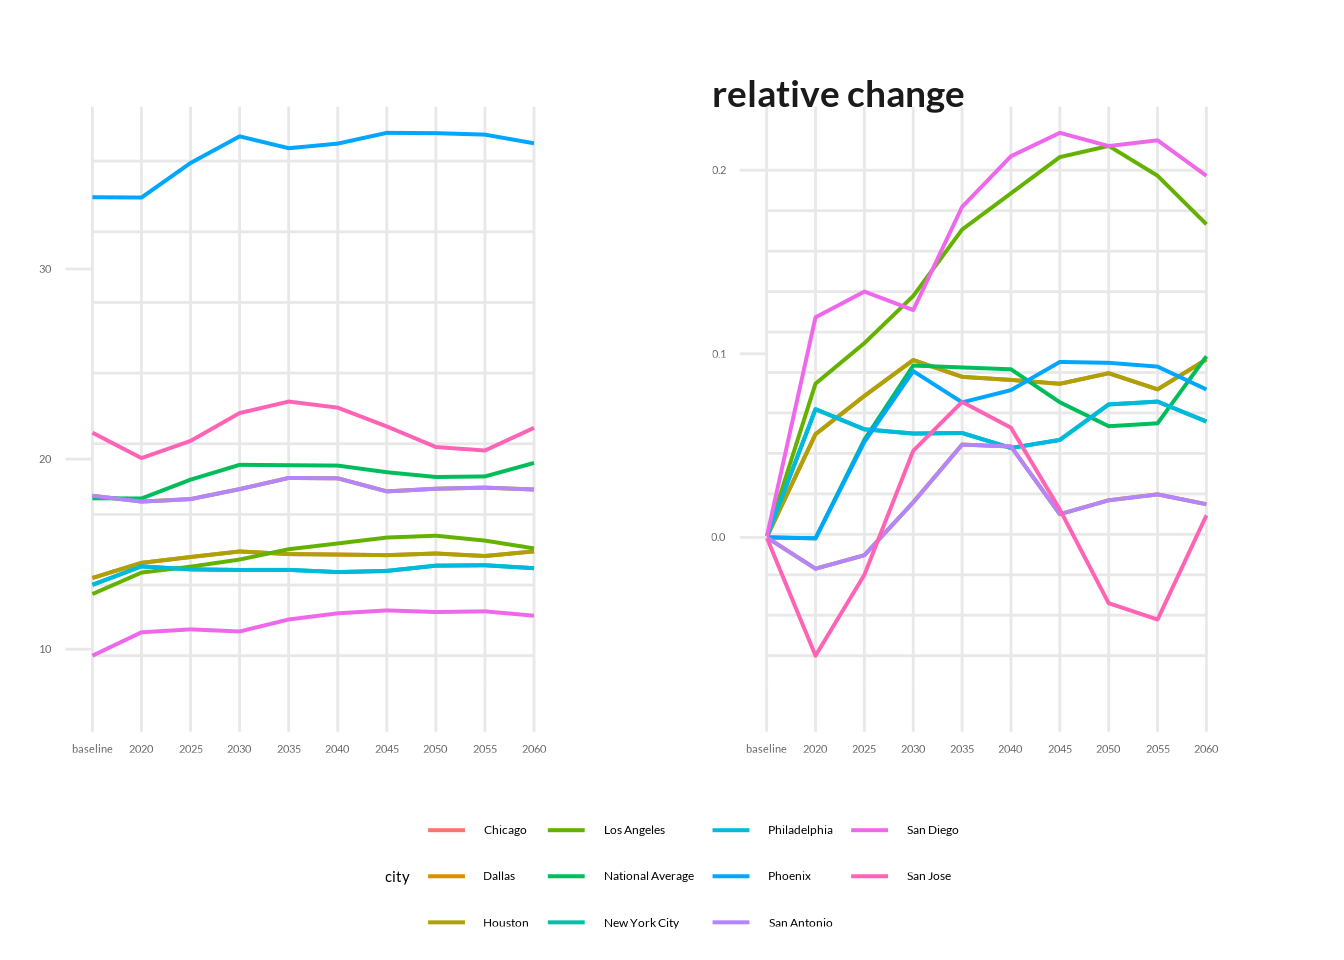 relative change
30
20
10
baseline 2020 2025 2030 2035 2040 2045 2050 2055 2060
0.2
0.1
0.0
baseline 2020 2025 2030 2035 2040 2045 2050 2055 2060
city
Chicago Los Angeles Philadelphia San Diego
Dallas National Average Phoenix San Jose
Houston New York City San Antonio